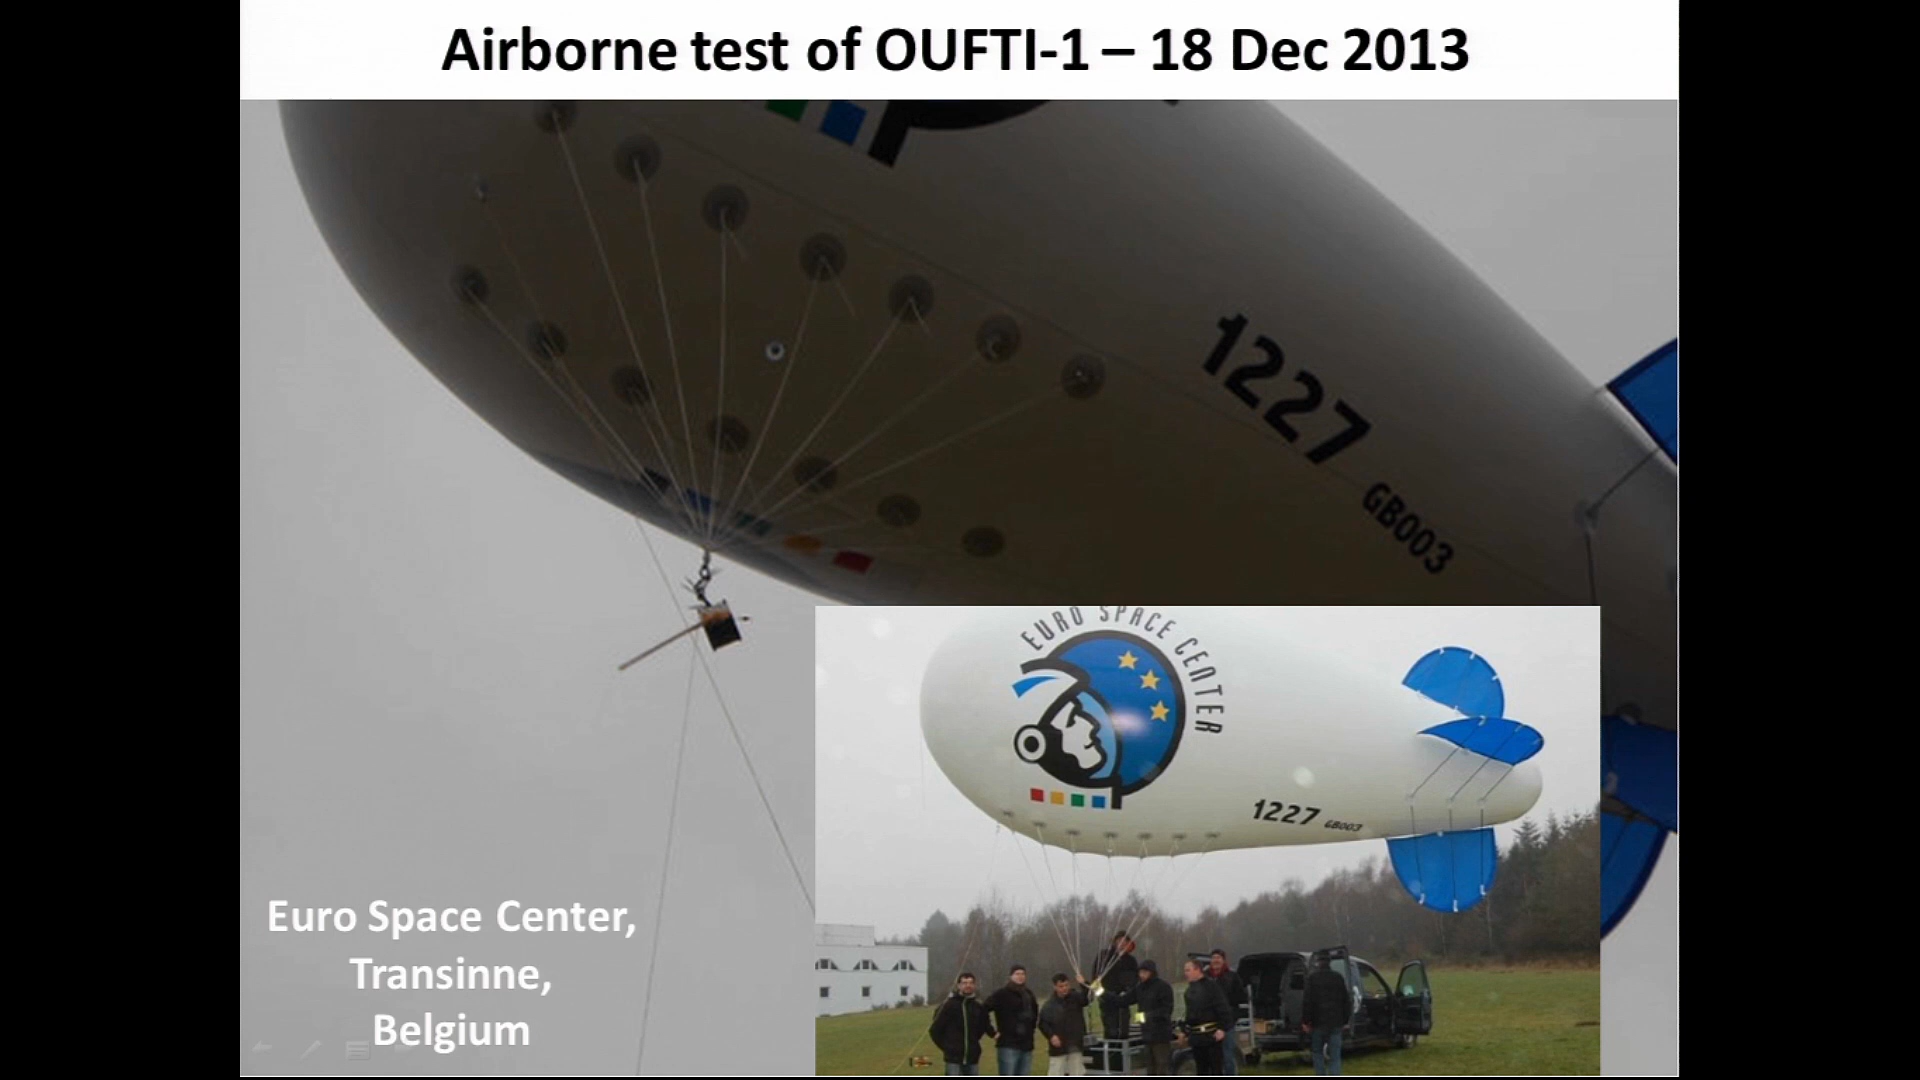 Airborne test of OUFTI-1 – 18 Dec 2013
1227
GB003
EURO SPACE CENTER
1227 GB003
Euro Space Center,
Transinne,
Belgium